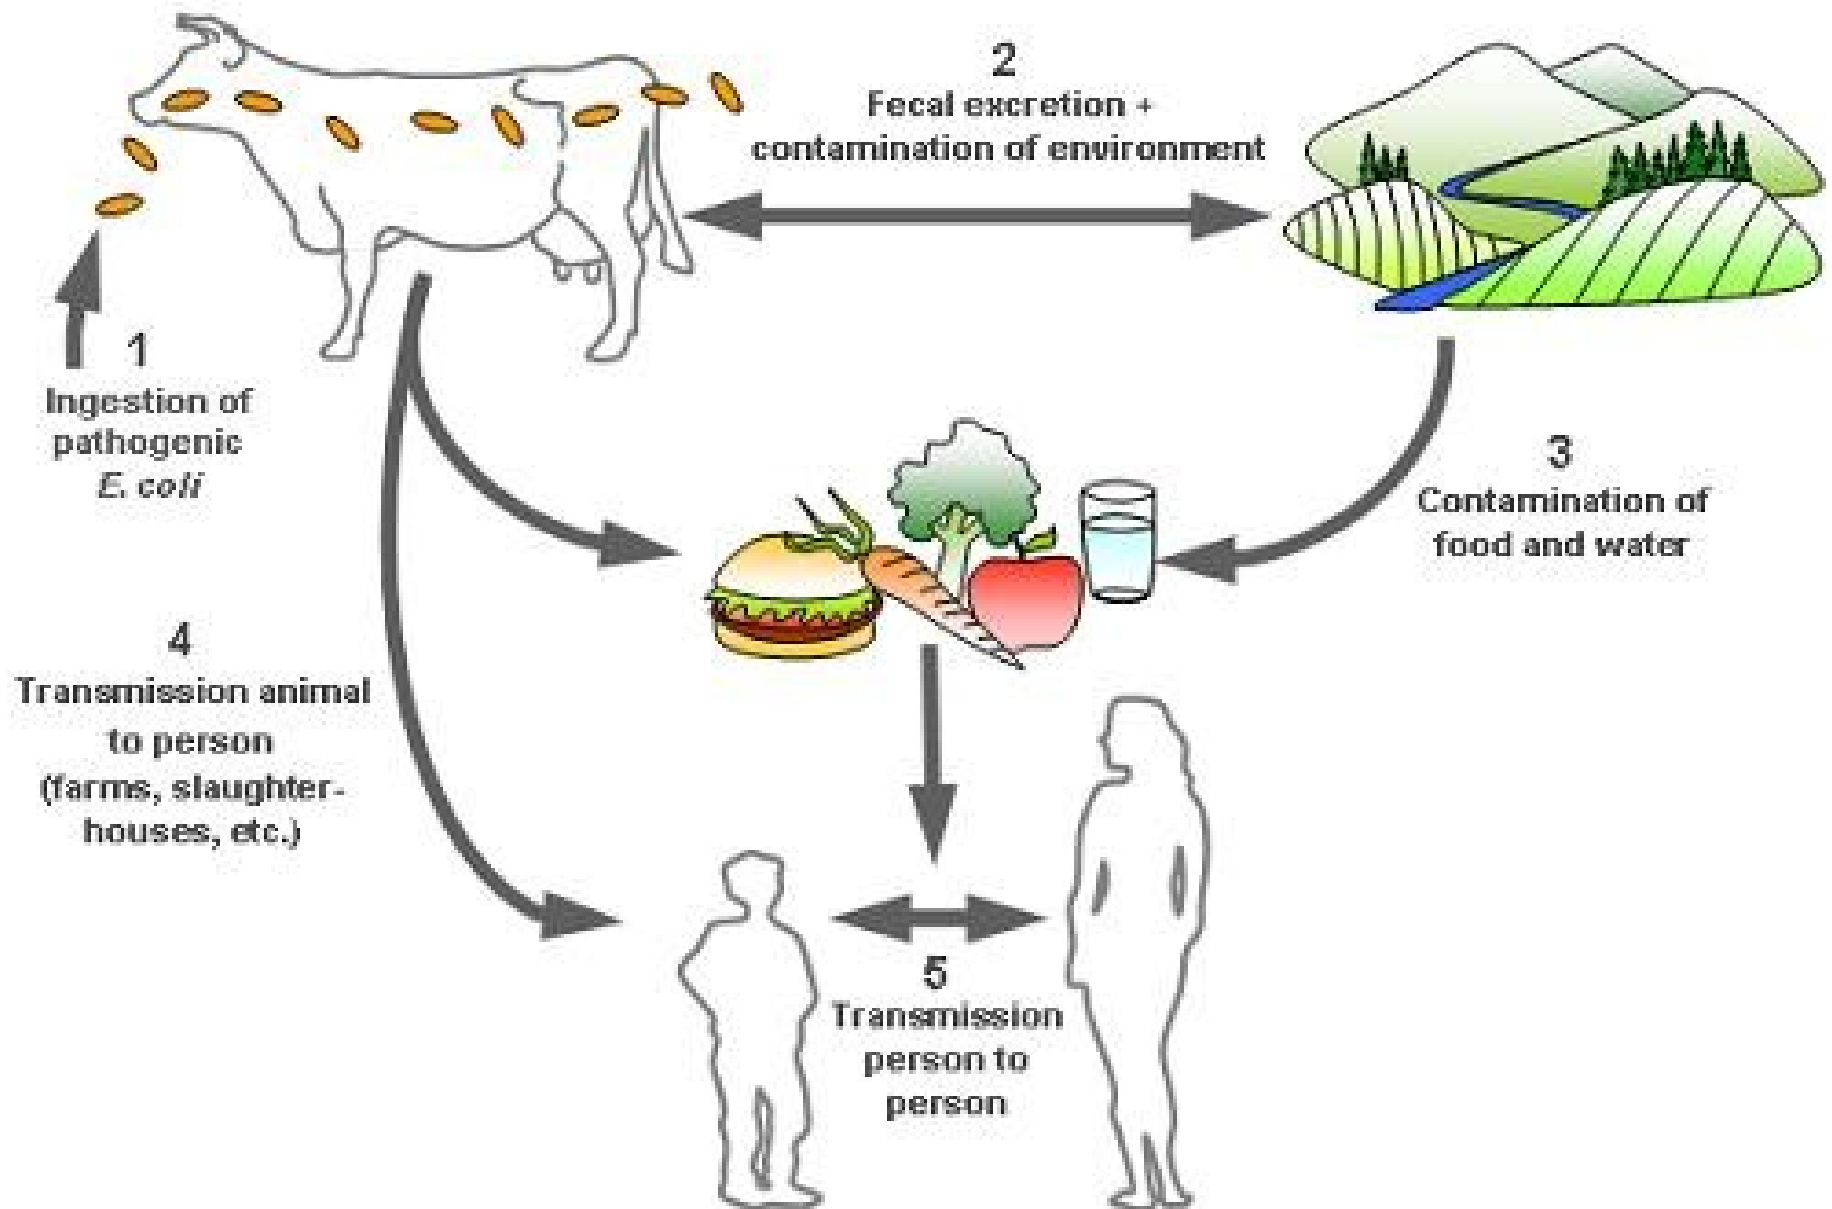 1
Ingestion of
pathogenic
E. coli
2
Fecal excretion +
contamination of environment
3
Contamination of
food and water
4
Transmission animal
to person
(farms, slaughter-
houses, etc.)
5
Transmission
person to
person